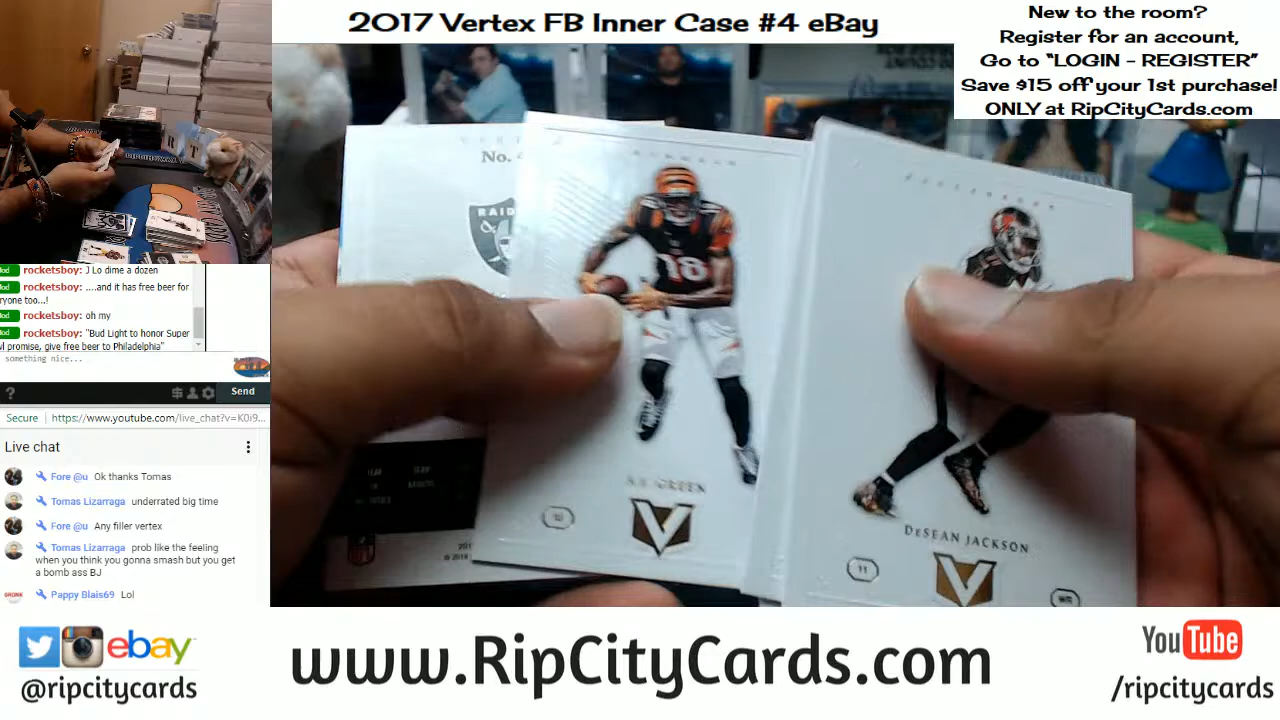 2017 Vertex FB Inner Case #4 eBay
New to the room?
Register for an account,
Go to “LOGIN - REGISTER”
Save $15 off your 1st purchase!
ONLY at RipCityCards.com
rocketsboy: J Lo dime a dozen
rocketsboy: ....and it has free beer for
ryone too...!
rocketsboy: oh my
rocketsboy: "Bud Light to honor Super
promise, give free beer to Philadelphia"
something nice...
? Send
Secure https://www.youtube.com/live_chat?v=K0i9...
Live chat
Fore @u Ok thanks Tomas
Tomas Lizarraga underrated big time
Fore @u Any filler vertex
Tomas Lizarraga prob like the feeling
when you think you gonna smash but you get
a bomb ass BJ
Pappy Blais69 Lol
No.
RAID
18
A.J. GREEN
V
DESEAN JACKSON
11
V
WR
ebay
@ripcitycards
www.RipCityCards.com
YouTube
/ripcitycards